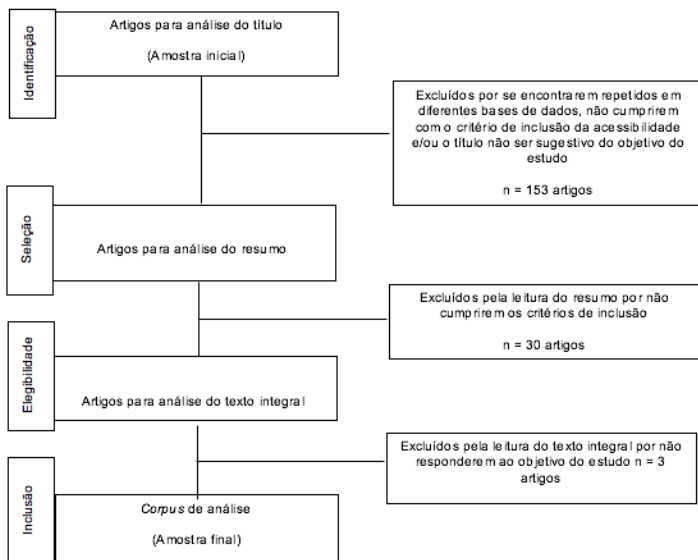 Identificação
Artigos para análise do título
(Amostra inicial)
Excluídos por se encontrarem repetidos em
diferentes bases de dados, não cumprirem
com o critério de inclusão da acessibilidade
e/ou o título não ser sugestivo do objetivo do
estudo
n = 153 artigos
Seleção
Artigos para análise do resumo
Excluídos pela leitura do resumo por não
cumprirem os critérios de inclusão
n = 30 artigos
Elegibilidade
Artigos para análise do texto integral
Excluídos pela leitura do texto integral por não
responderem ao objetivo do estudo n = 3
artigos
Inclusão
Corpus de análise
(Amostra final)